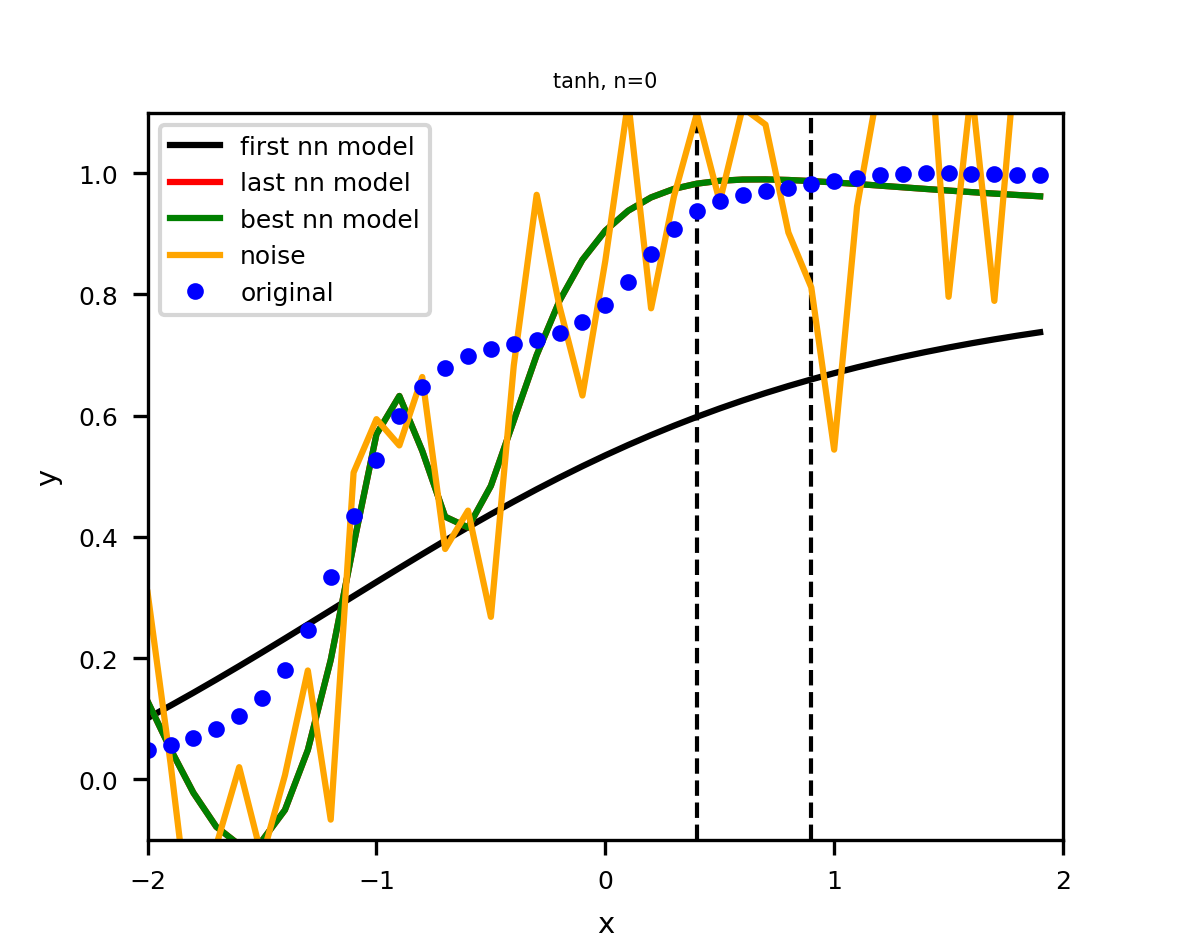 tanh, n=0
first nn model
last nn model
best nn model
noise
original
1.0
0.8
0.6
0.4
0.2
0.0
y
−2
−1
0
1
2
x